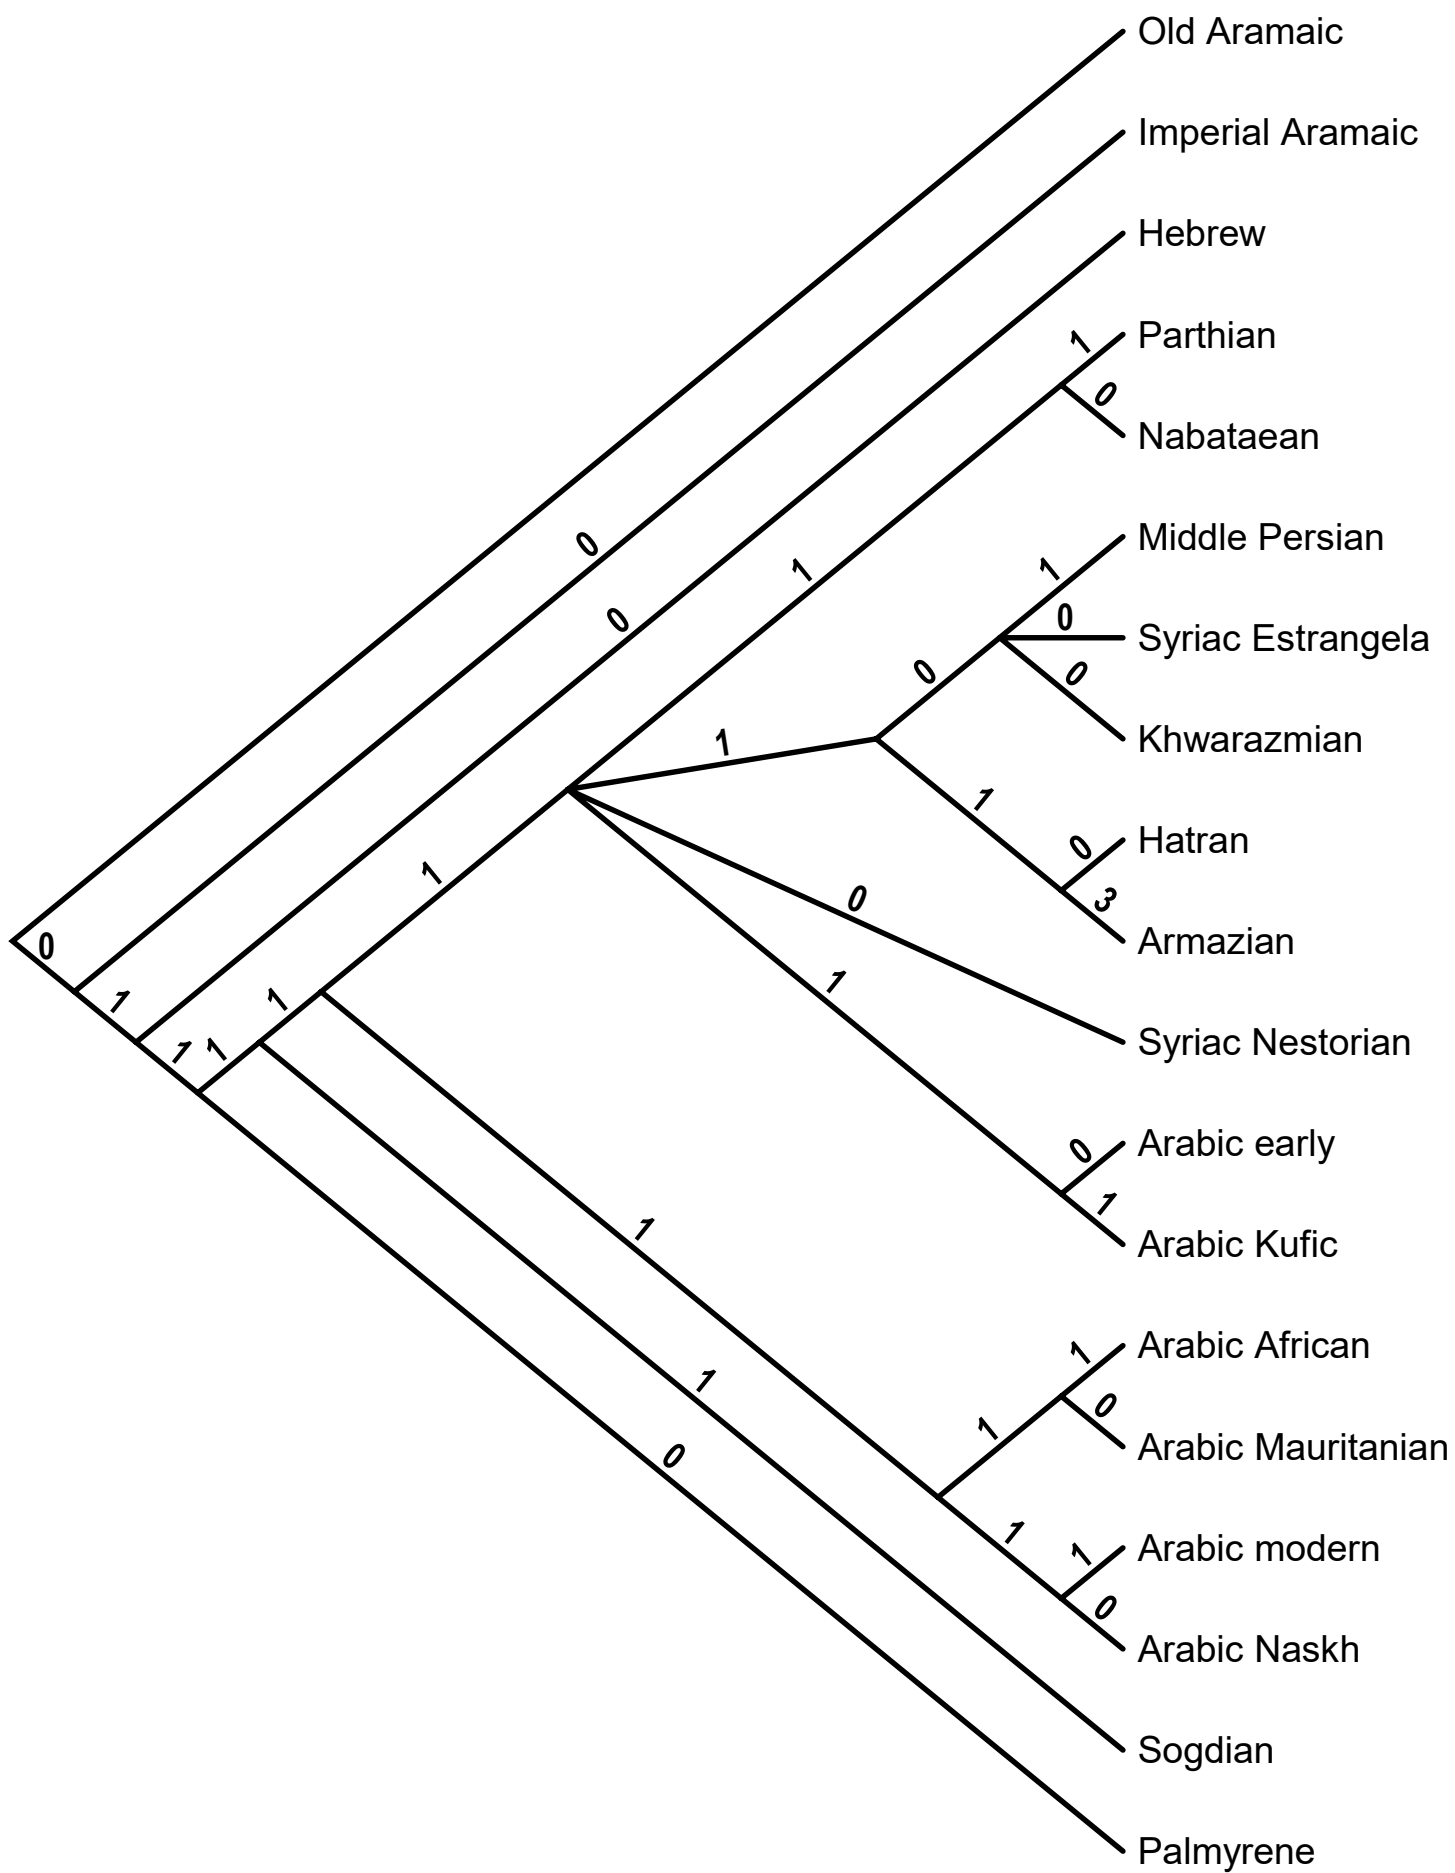 Old Aramaic
Imperial Aramaic
Hebrew
1
Parthian
0
Nabataean
0
1
1
Middle Persian
0
0
Syriac Estrangela
0
0
Khwarazmian
1
1
0
Hatran
1
0
3
Armazian
0
1
1
1
1
1
0
Syriac Nestorian
0
Arabic early
1
1
Arabic Kufic
1
Arabic African
1
1
0
Arabic Mauritanian
0
1
1
Arabic modern
0
Arabic Naskh
Sogdian
Palmyrene